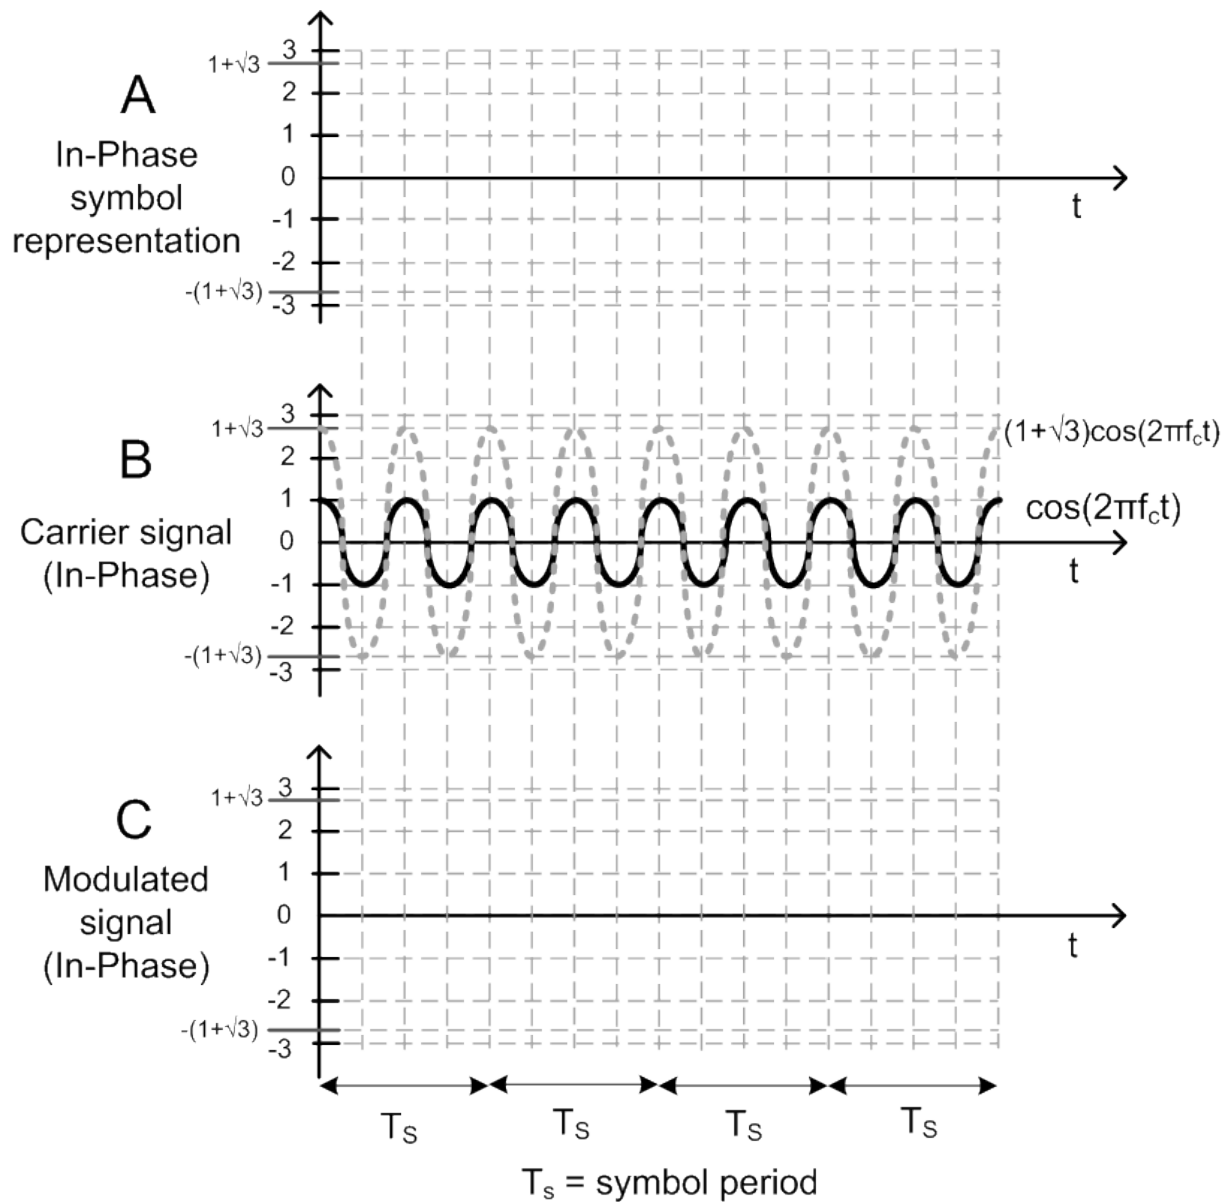 A
In-Phase
symbol
representation
3
1+√3
2
1
0
-1
-2
-(1+√3)
-3
t
B
Carrier signal
(In-Phase)
3
1+√3
2
1
0
-1
-2
-(1+√3)
-3
(1+√3)cos(2πf꜀t)
cos(2πf꜀t)
t
C
Modulated
signal
(In-Phase)
3
1+√3
2
1
0
-1
-2
-(1+√3)
-3
t
Tₛ Tₛ Tₛ Tₛ
Tₛ = symbol period